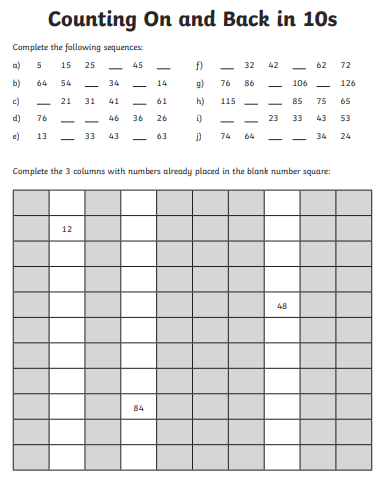 Counting On and Back in 10s
Complete the following sequences:
a) 5 15 25 __ 45 __
f) __ 32 42 __ 62 72
b) 64 54 __ 34 __ 14
g) 76 86 __ 106 __ 126
c) __ 21 31 41 __ 61
h) 115 __ __ 85 75 65
d) 76 __ __ 46 36 26
i) __ __ 23 33 43 53
e) 13 __ 33 43 __ 63
j) 74 64 __ __ 34 24
Complete the 3 columns with numbers already placed in the blank number square:
12
48
84